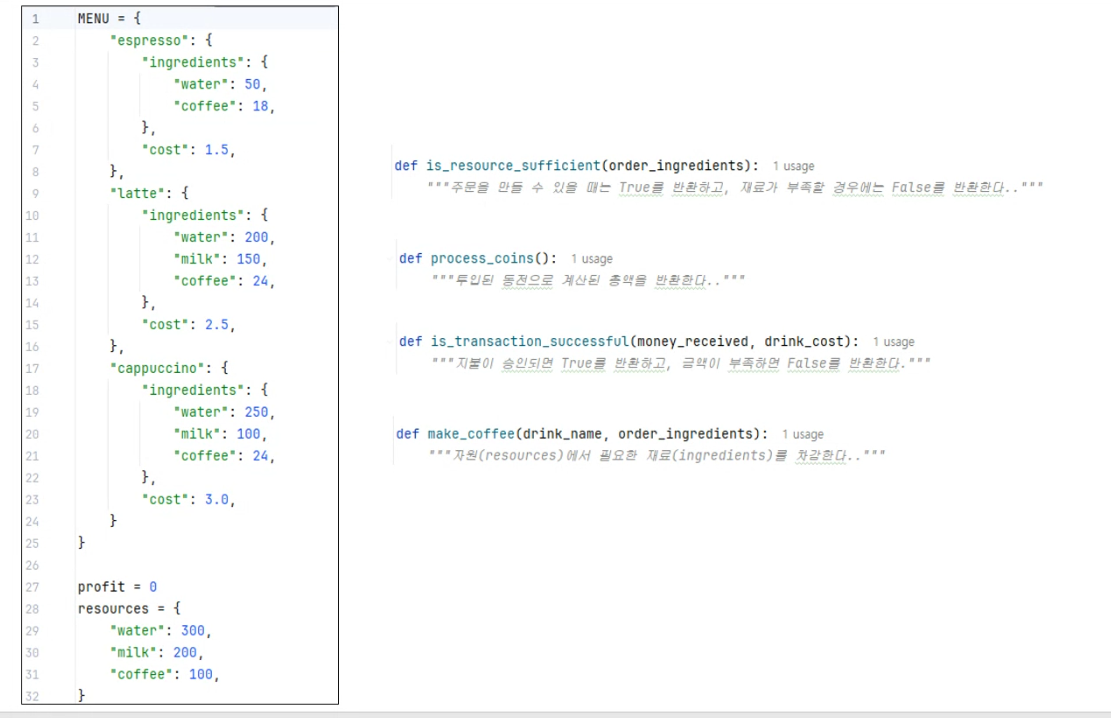 1 MENU = {
2 "espresso": {
3 "ingredients": {
4 "water": 50,
5 "coffee": 18,
6 },
7 "cost": 1.5,
8 },
9 "latte": {
10 "ingredients": {
11 "water": 200,
12 "milk": 150,
13 "coffee": 24,
14 },
15 "cost": 2.5,
16 },
17 "cappuccino": {
18 "ingredients": {
19 "water": 250,
20 "milk": 100,
21 "coffee": 24,
22 },
23 "cost": 3.0,
24 }
25 }
26
27 profit = 0
28 resources = {
29 "water": 300,
30 "milk": 200,
31 "coffee": 100,
32 }
def is_resource_sufficient(order_ingredients): 1 usage
"""주문을 만들 수 있을 때는 True를 반환하고, 재료가 부족할 경우에는 False를 반환한다.."""
def process_coins(): 1 usage
"""투입된 동전으로 계산된 총액을 반환한다.."""
def is_transaction_successful(money_received, drink_cost): 1 usage
"""지불이 승인되면 True를 반환하고, 금액이 부족하면 False를 반환한다."""
def make_coffee(drink_name, order_ingredients): 1 usage
"""자원(resources)에서 필요한 재료(ingredients)를 차감한다.."""